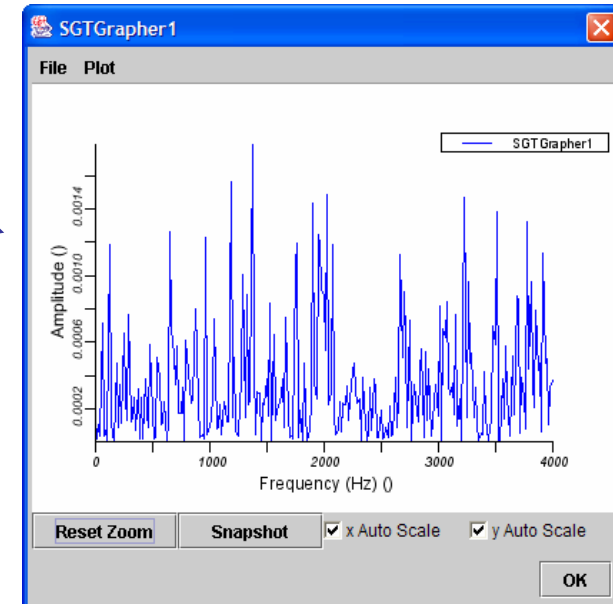 SGTGrapher1
File Plot
SGTGrapher1
Amplitude ()
0.0014
0.0010
0.0006
0.0002
0 1000 2000 3000 4000
Frequency (Hz) ()
Reset Zoom Snapshot x Auto Scale y Auto Scale
OK